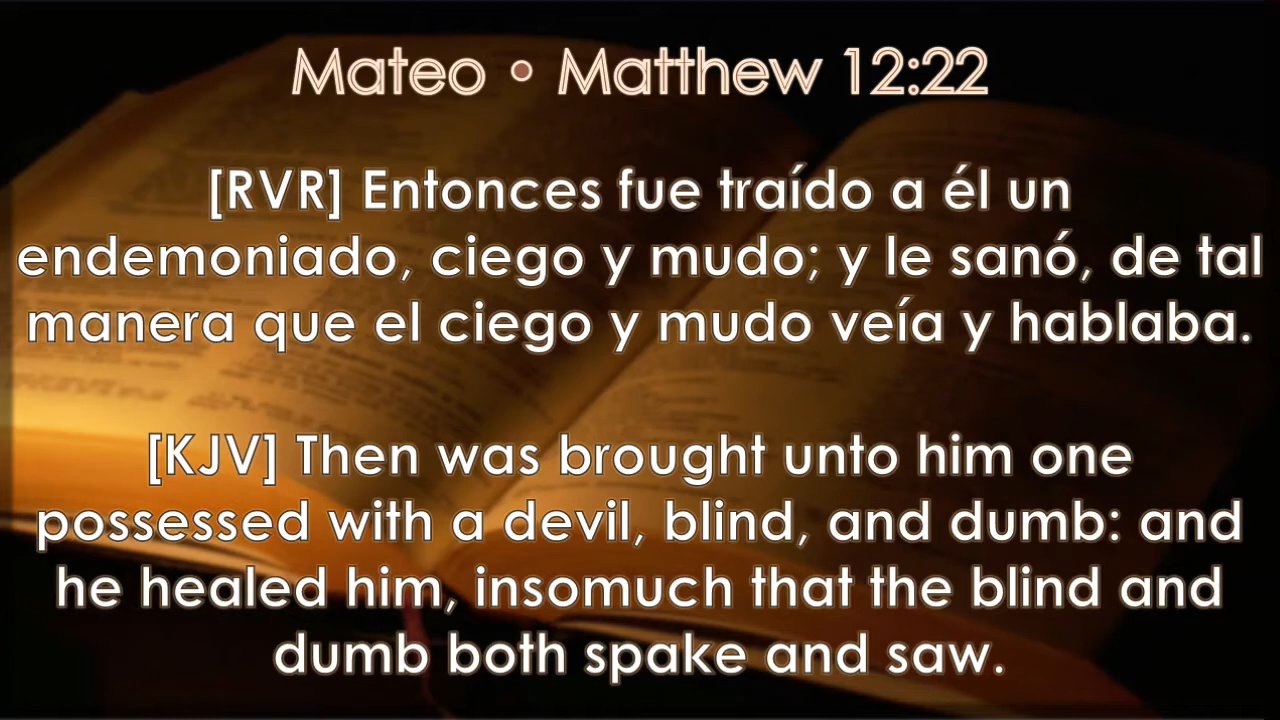 Mateo • Matthew 12:22
[RVR] Entonces fue traído a él un
endemoniado, ciego y mudo; y le sanó, de tal
manera que el ciego y mudo veía y hablaba.
[KJV] Then was brought unto him one
possessed with a devil, blind, and dumb: and
he healed him, insomuch that the blind and
dumb both spake and saw.